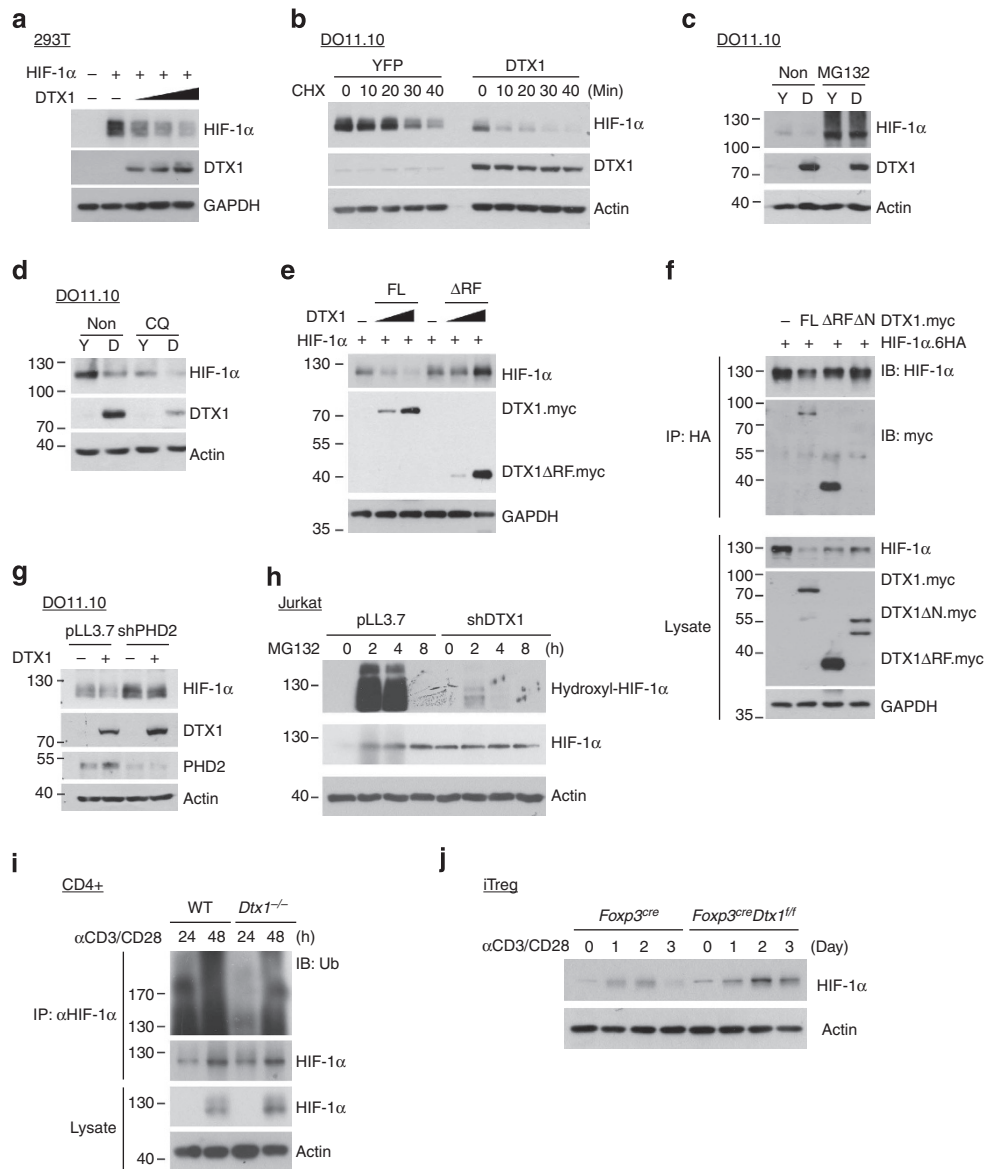 a
293T
HIF-1α – + + + +
DTX1 – –
HIF-1α
DTX1
GAPDH
b
DO11.10
YFP DTX1
CHX 0 10 20 30 40 0 10 20 30 40 (Min)
HIF-1α
DTX1
Actin
c
DO11.10
Non MG132
Y D Y D
130
HIF-1α
100
70
DTX1
40
Actin
d
DO11.10
Non CQ
Y D Y D
130
HIF-1α
100
70
DTX1
40
Actin
e
FL ΔRF
DTX1 – –
HIF-1α + + + + + +
130
HIF-1α
70
DTX1.myc
55
40
DTX1ΔRF.myc
35
GAPDH
f
– FL ΔRF ΔN DTX1.myc
+ + + + HIF-1α.6HA
130
IB: HIF-1α
100
70
IP: HA
IB: myc
55
40
130
HIF-1α
100
70
DTX1.myc
55
DTX1ΔN.myc
Lysate
40
DTX1ΔRF.myc
35
GAPDH
g
DO11.10
pLL3.7 shPHD2
DTX1 – + – +
130
HIF-1α
70
DTX1
55
PHD2
40
Actin
h
Jurkat
pLL3.7 shDTX1
MG132 0 2 4 8 0 2 4 8 (h)
130
Hydroxyl-HIF-1α
130
HIF-1α
40
Actin
i
CD4+
WT Dtx1–/–
αCD3/CD28 24 48 24 48 (h)
IB: Ub
170
IP: αHIF-1α
130
130
HIF-1α
130
HIF-1α
Lysate
Actin
40
j
iTreg
Foxp3cre Foxp3creDtx1f/f
αCD3/CD28 0 1 2 3 0 1 2 3 (Day)
HIF-1α
Actin